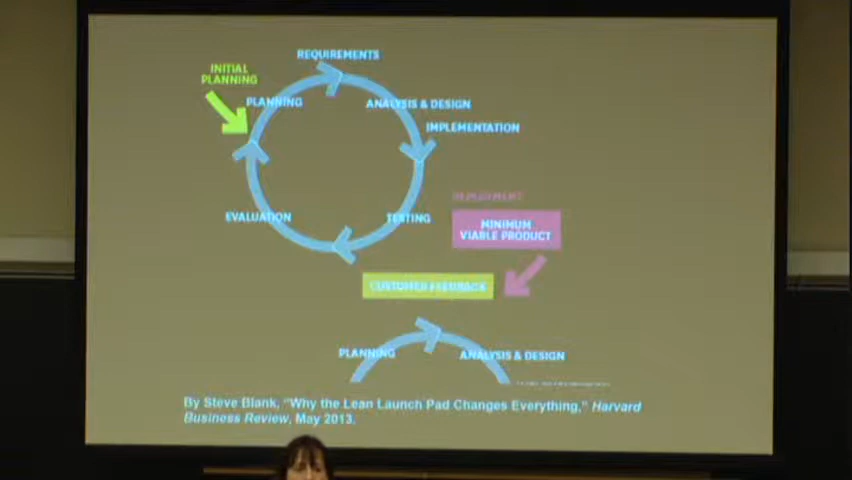 REQUIREMENTS
INITIAL
PLANNING
PLANNING
ANALYSIS & DESIGN
IMPLEMENTATION
DEPLOYMENT
EVALUATION
TESTING
MINIMUM
VIABLE PRODUCT
CUSTOMER FEEDBACK
PLANNING
ANALYSIS & DESIGN
By Steve Blank, “Why the Lean Launch Pad Changes Everything,” Harvard
Business Review, May 2013.